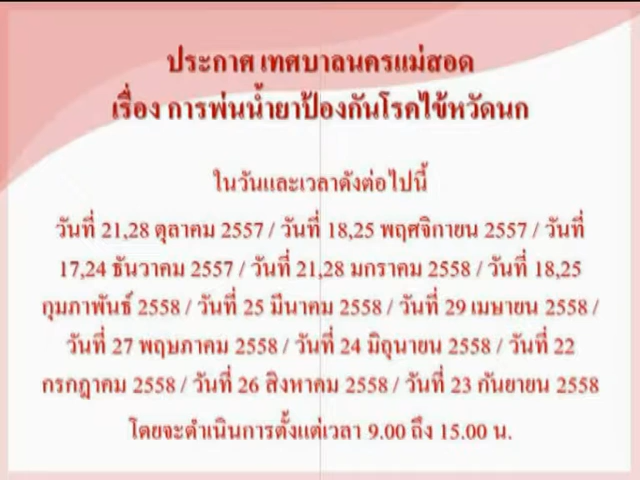 ประกาศ เทศบาลนครแม่สอด
เรื่อง การพ่นน้ำยาป้องกันโรคไข้หวัดนก
ในวันและเวลาดังต่อไปนี้
วันที่ 21,28 ตุลาคม 2557 / วันที่ 18,25 พฤศจิกายน 2557 / วันที่
17,24 ธันวาคม 2557 / วันที่ 21,28 มกราคม 2558 / วันที่ 18,25
กุมภาพันธ์ 2558 / วันที่ 25 มีนาคม 2558 / วันที่ 29 เมษายน 2558 /
วันที่ 27 พฤษภาคม 2558 / วันที่ 24 มิถุนายน 2558 / วันที่ 22
กรกฎาคม 2558 / วันที่ 26 สิงหาคม 2558 / วันที่ 23 กันยายน 2558
โดยจะดำเนินการตั้งแต่เวลา 9.00 ถึง 15.00 น.